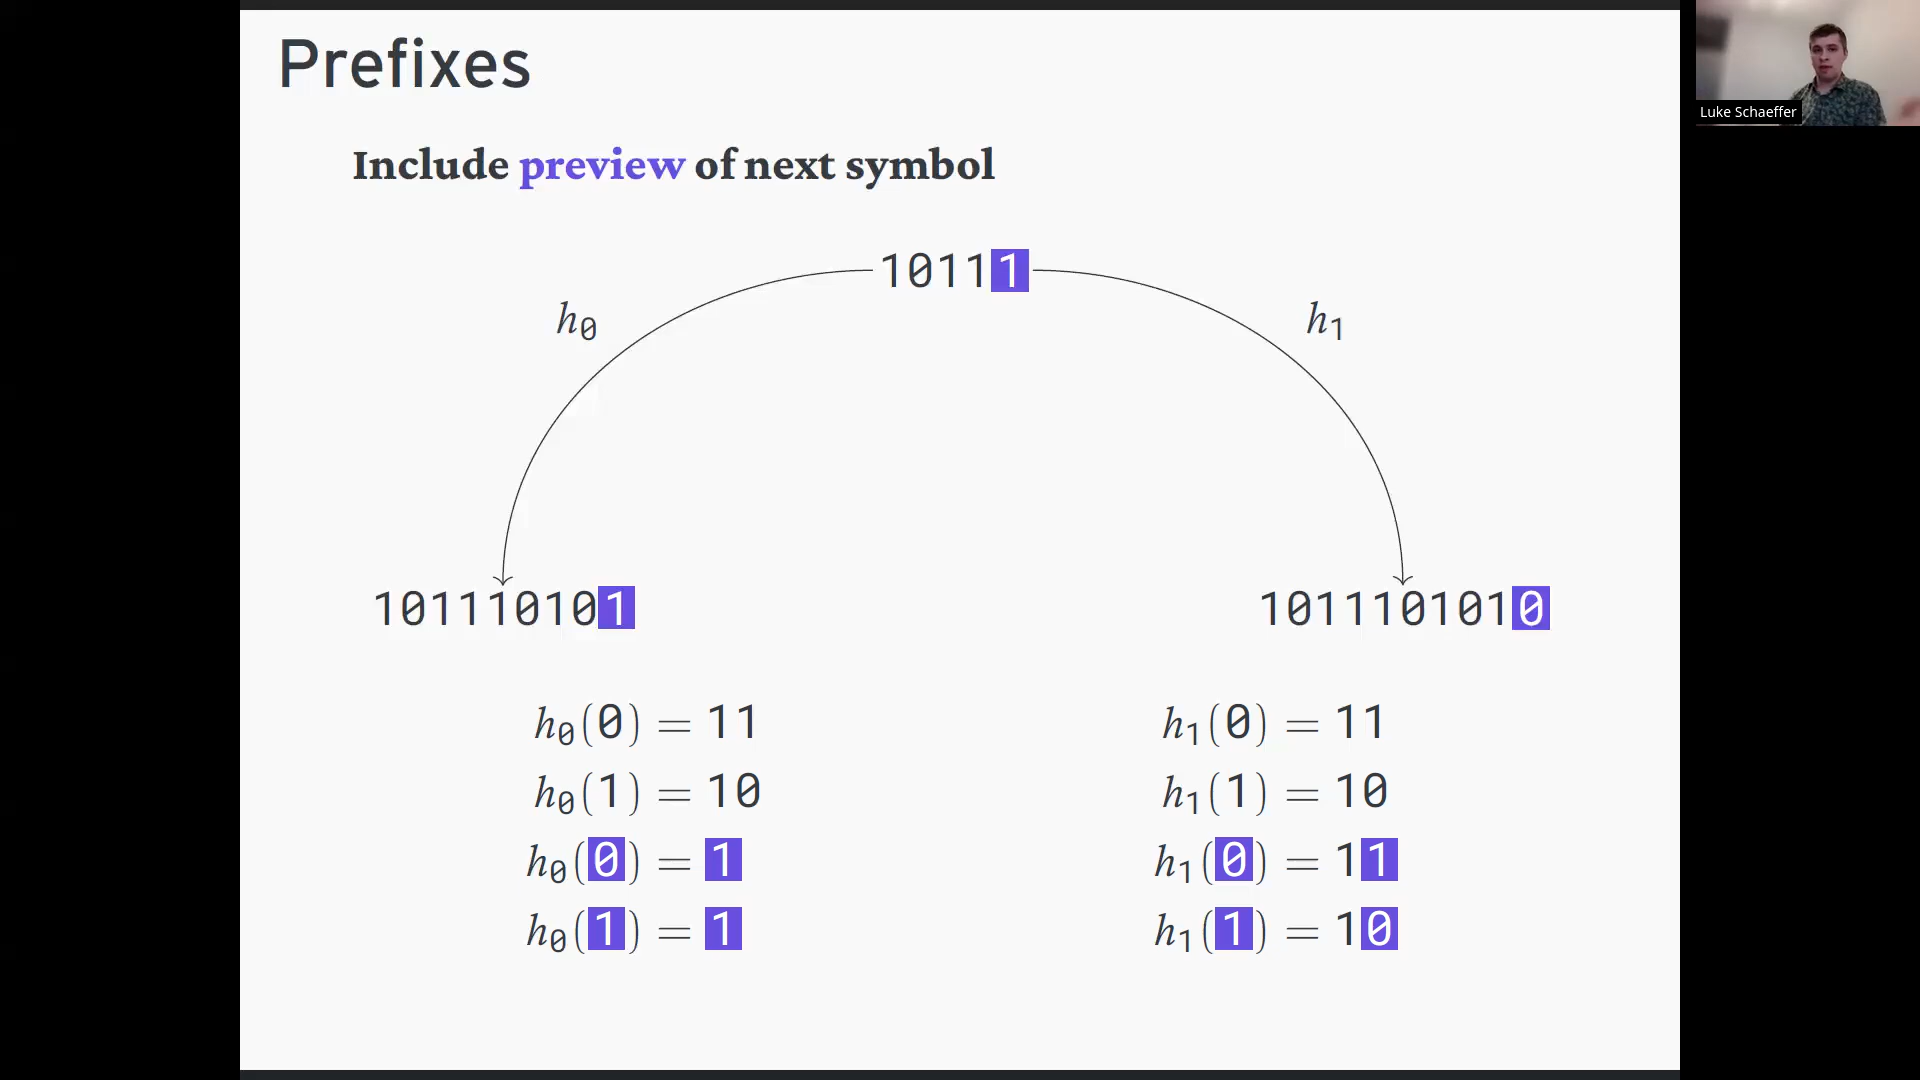 Prefixes
Luke Schaeffer
Include preview of next symbol
10111
h₀
h₁
101110101
1011101010
h₀(0) = 11
h₀(1) = 10
h₀(0) = 1
h₀(1) = 1
h₁(0) = 11
h₁(1) = 10
h₁(0) = 11
h₁(1) = 10